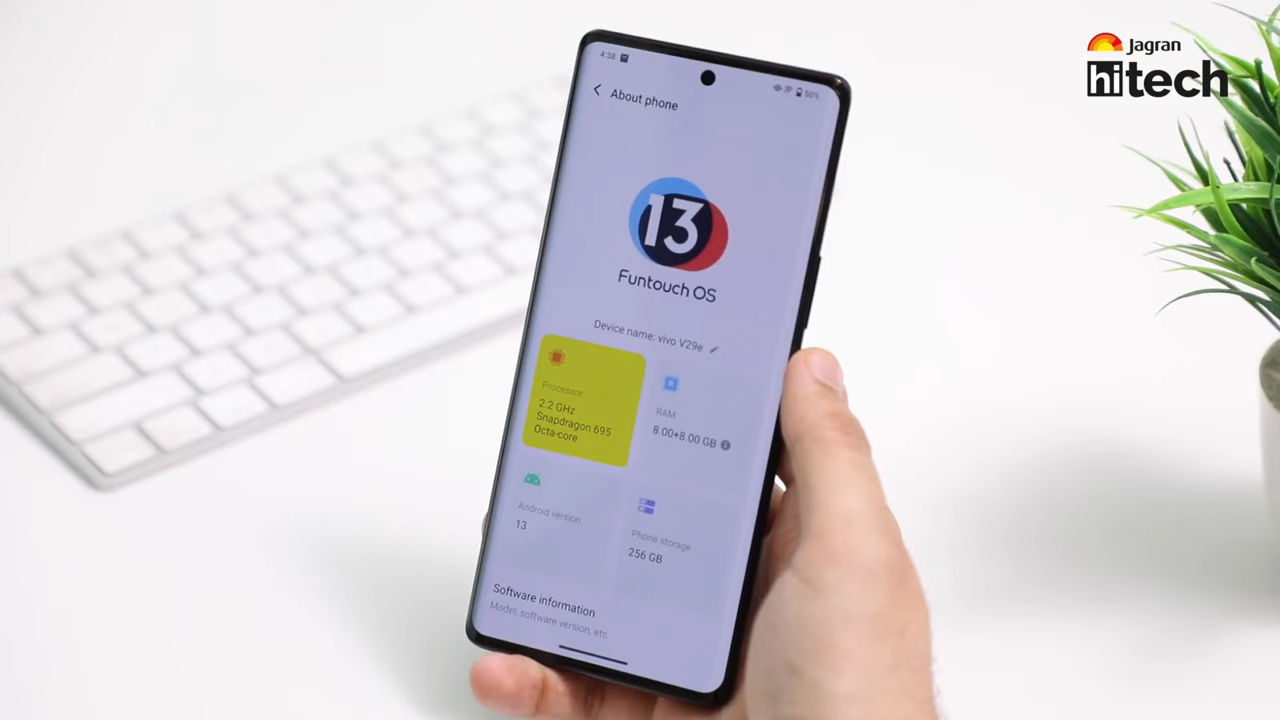 Jagran
hitech
4:38
50%
About phone
13
Funtouch OS
Device name: vivo V29e
Processor
2.2 GHz
Snapdragon 695
Octa-core
RAM
8.00+8.00 GB
Android version
13
Phone storage
256 GB
Software information
Model, software version, etc